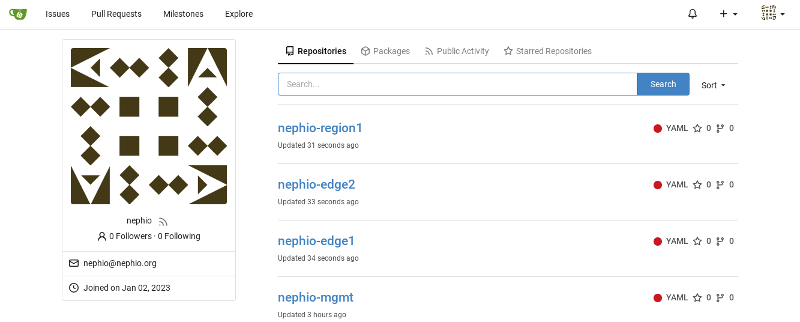 Issues Pull Requests Milestones Explore
Repositories Packages Public Activity Starred Repositories
Search... Search Sort
nephio-region1 YAML 0 0
Updated 31 seconds ago
nephio-edge2 YAML 0 0
Updated 33 seconds ago
nephio-edge1 YAML 0 0
Updated 34 seconds ago
nephio-mgmt YAML 0 0
Updated 3 hours ago
nephio
0 Followers · 0 Following
nephio@nephio.org
Joined on Jan 02, 2023